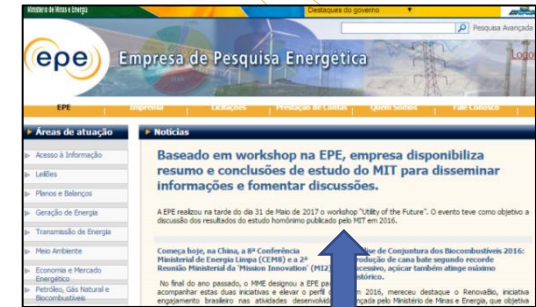 Ministério de Minas e Energia
Destaques do governo
Pesquisa Avançada
epe
Empresa de Pesquisa Energética
Logo
EPE
Imprensa
Licitações
Prestação de Contas
Quem Somos
Fale Conosco
Áreas de atuação
Notícias
Acesso à Informação
Leilões
Planos e Balanços
Geração de Energia
Transmissão de Energia
Meio Ambiente
Economia e Mercado
Energético
Petróleo, Gás Natural e
Biocombustíveis
Baseado em workshop na EPE, empresa disponibiliza
resumo e conclusões de estudo do MIT para disseminar
informações e fomentar discussões.
A EPE realizou na tarde do dia 31 de Maio de 2017 o workshop "Utility of the Future". O evento teve como objetivo a
discussão dos resultados do estudo homônimo publicado pelo MIT em 2016.
Começa hoje, na China, a 8ª Conferência
Ministerial de Energia Limpa (CEM8) e a 2ª
Reunião Ministerial da 'Mission Innovation' (MI2)
No final do ano passado, o MME designou a EPE
acompanhar estas duas iniciativas e elevar o perfil
engajamento brasileiro nas atividades desenvolvid
lise de Conjuntura dos Biocombustíveis 2016:
rodução de cana bate segundo recorde
cessivo, açúcar também atinge máximo
istórico.
m 2016, mereceu destaque o RenovaBio, iniciativa
nçada pelo Ministério de Minas e Energia, que objetiva